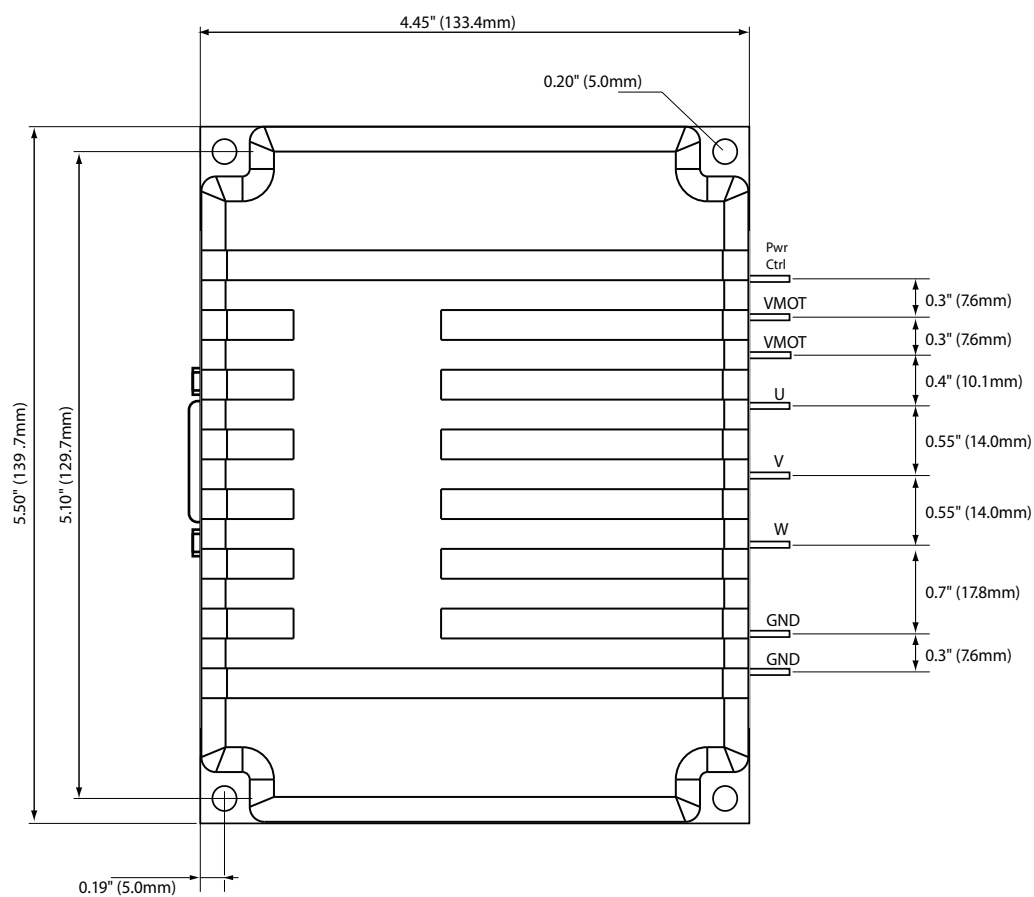 4.45" (133.4mm)
0.20" (5.0mm)
5.50" (139 .7mm)
5.10" (129.7mm)
Pwr
Ctrl
VMOT
0.3" (7.6mm)
VMOT
0.3" (7.6mm)
U
0.4" (10.1mm)
V
0.55" (14.0mm)
W
0.55" (14.0mm)
0.7" (17.8mm)
GND
GND
0.3" (7.6mm)
0.19" (5.0mm)